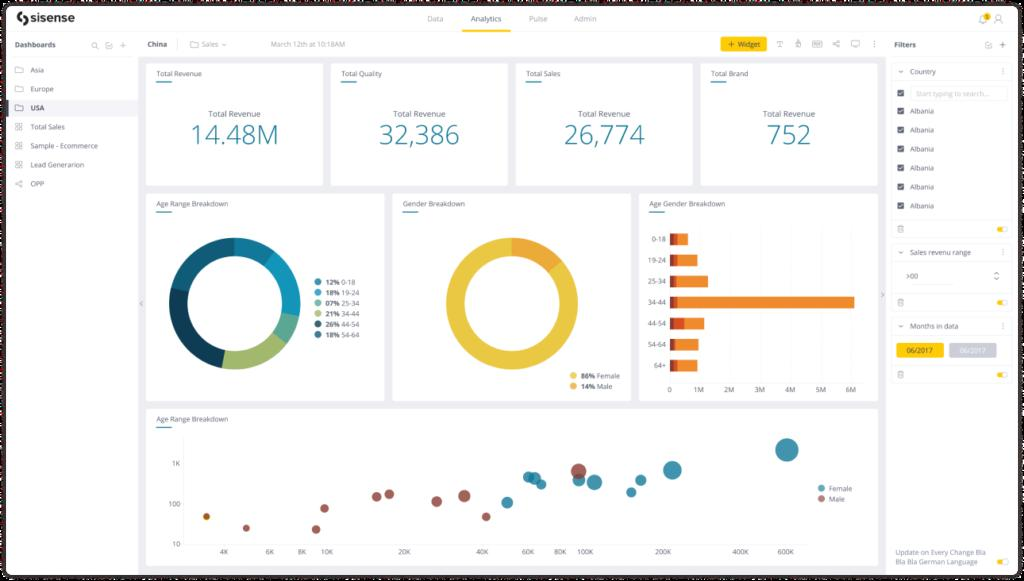 sisense
Data Analytics Pulse Admin
Dashboards
China Sales March 12th at 10:18AM
+ Widget
Filters
Asia
Europe
USA
Total Sales
Sample - Ecommerce
Lead Generarion
OPP
Total Revenue
Total Revenue
14.48M
Total Quality
Total Revenue
32,386
Total Sales
Total Revenue
26,774
Total Brand
Total Revenue
752
Age Range Breakdown
12% 0-18
18% 19-24
07% 25-34
21% 34-44
26% 44-54
18% 54-64
Gender Breakdown
86% Female
14% Male
Age Gender Breakdown
0-18
19-24
25-34
34-44
44-54
54-64
64+
0 1M 2M 3M 4M 5M 6M
Age Range Breakdown
1K
100
10
4K 6K 8K 10K 20K 40K 60K 80K 100K 200K 400K 600K
Female
Male
Country
Start typing to search...
Albania
Albania
Albania
Albania
Albania
Albania
Sales revenu range
>00
Months in data
06/2017 06/2017
Update on Every Change Bla
Bla Bla German Language